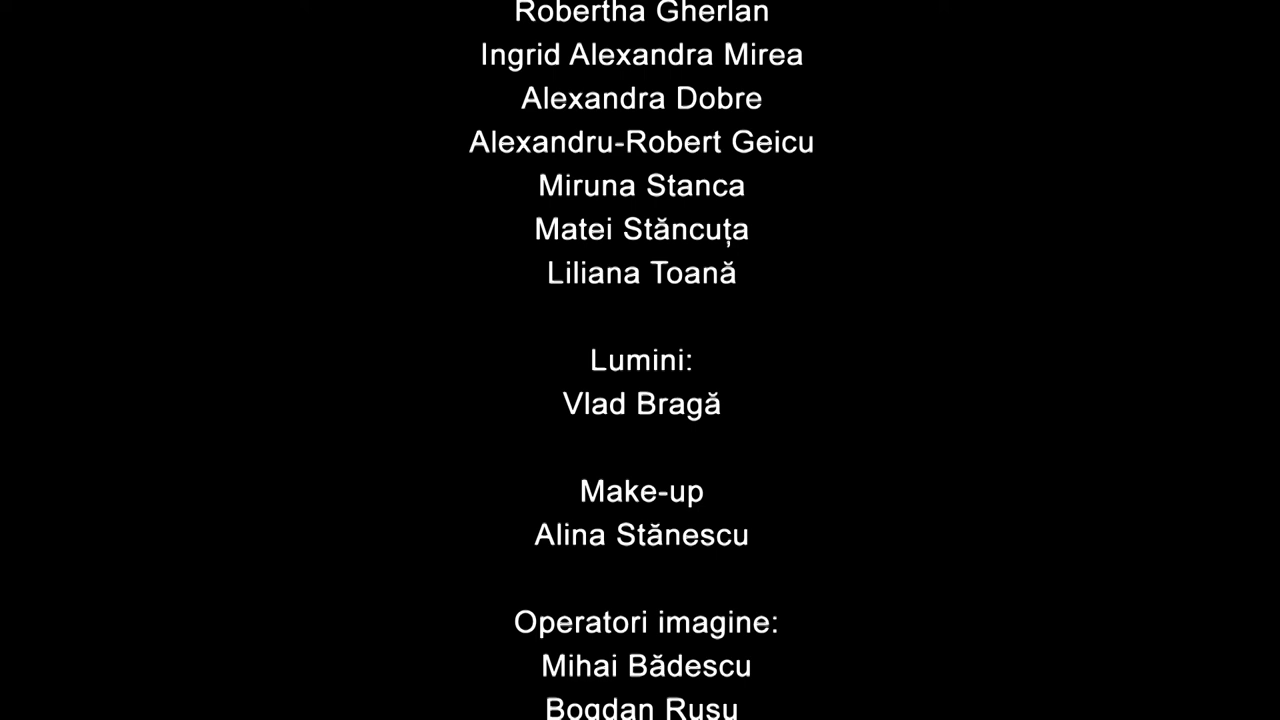 Robertha Gherlan
Ingrid Alexandra Mirea
Alexandra Dobre
Alexandru-Robert Geicu
Miruna Stanca
Matei Stăncuța
Liliana Toană
Lumini:
Vlad Bragă
Make-up
Alina Stănescu
Operatori imagine:
Mihai Bădescu
Bogdan Rusu